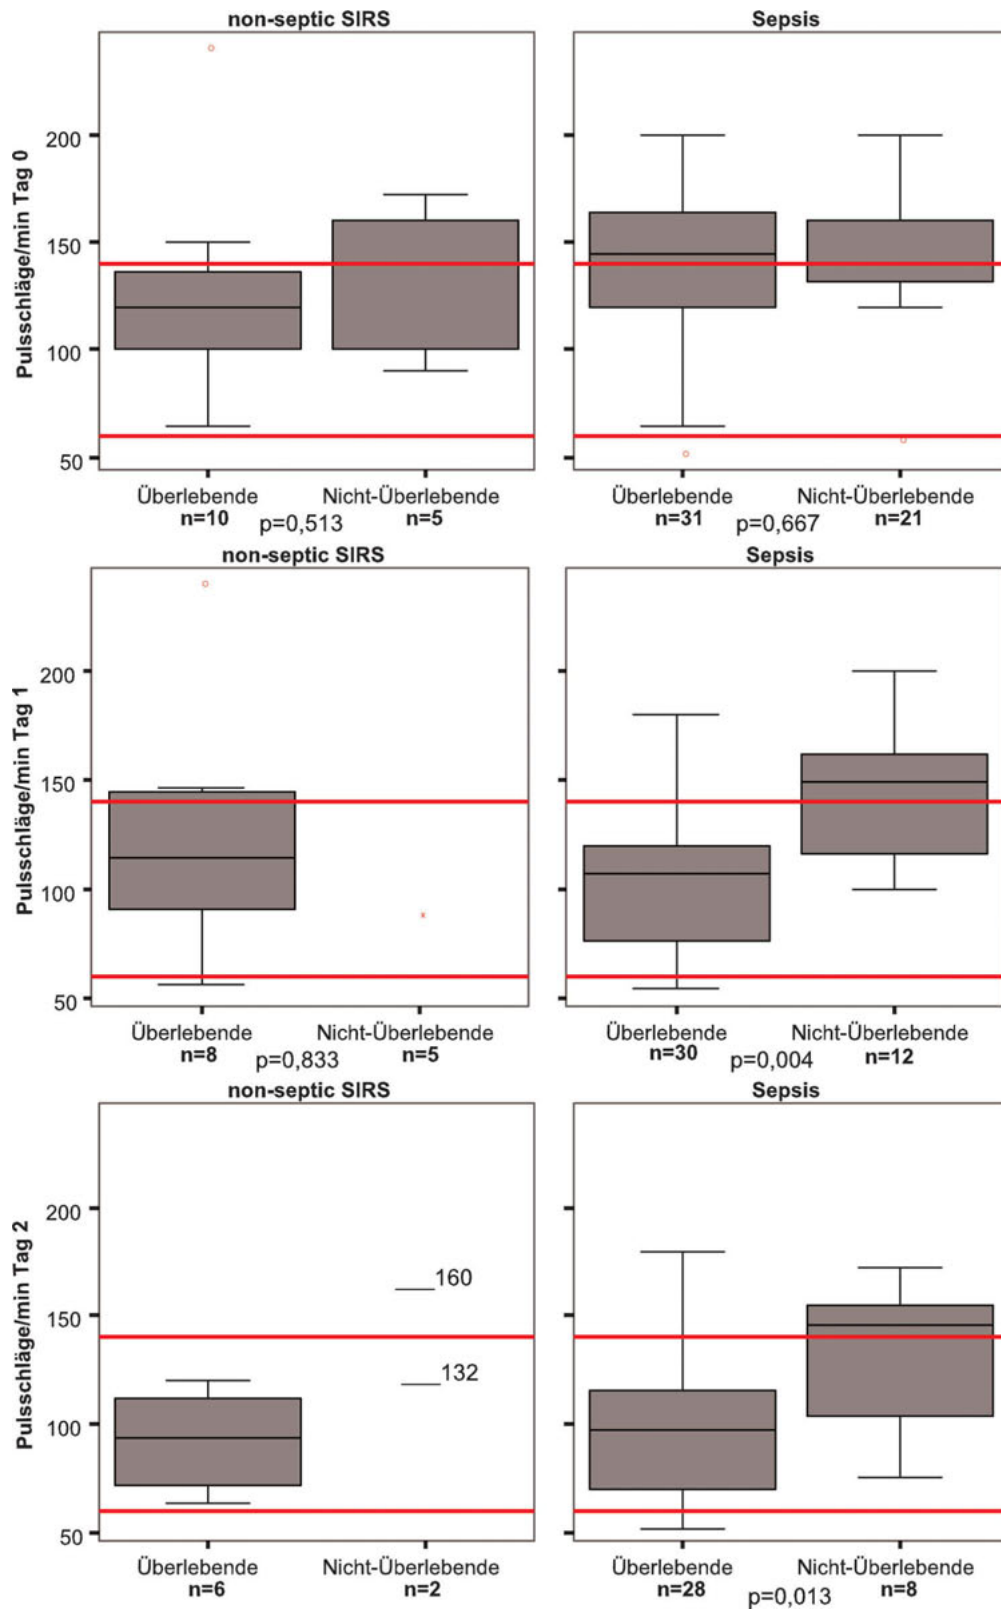 non-septic SIRS Sepsis
Pulsschläge/min Tag 0
200
150
100
50
Überlebende Nicht-Überlebende Überlebende Nicht-Überlebende
n=10 p=0,513 n=5 n=31 p=0,667 n=21
non-septic SIRS Sepsis
Pulsschläge/min Tag 1
200
150
100
50
Überlebende Nicht-Überlebende Überlebende Nicht-Überlebende
n=8 p=0,833 n=5 n=30 p=0,004 n=12
non-septic SIRS Sepsis
Pulsschläge/min Tag 2
200
160
150
132
100
50
Überlebende Nicht-Überlebende Überlebende Nicht-Überlebende
n=6 n=2 n=28 p=0,013 n=8